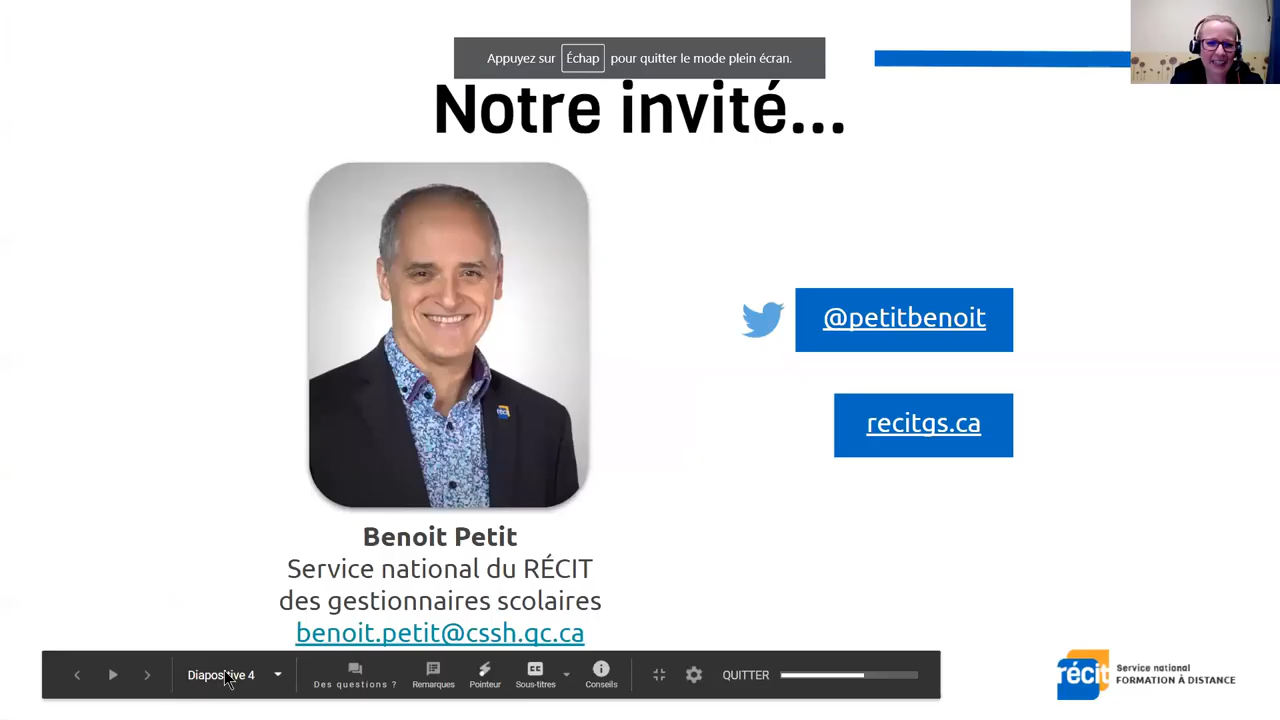 Appuyez sur Échap pour quitter le mode plein écran.
Notre invité...
@petitbenoit
récit
recitgs.ca
Benoit Petit
Service national du RÉCIT
des gestionnaires scolaires
benoit.petit@cssh.qc.ca
Diapositive 4
Des questions ?
Remarques
Pointeur
Sous-titres
Conseils
QUITTER
récit
Service national
FORMATION À DISTANCE